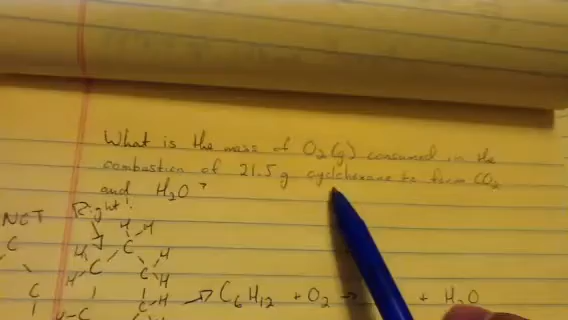 What is the mass of O2(g) consumed in the
combustion of 21.5 g cyclohexane to form CO2
and H2O?
NOT Right!
H H
C
C H C H
H C C H
C C6H12 + O2 → + H2O
H-C C